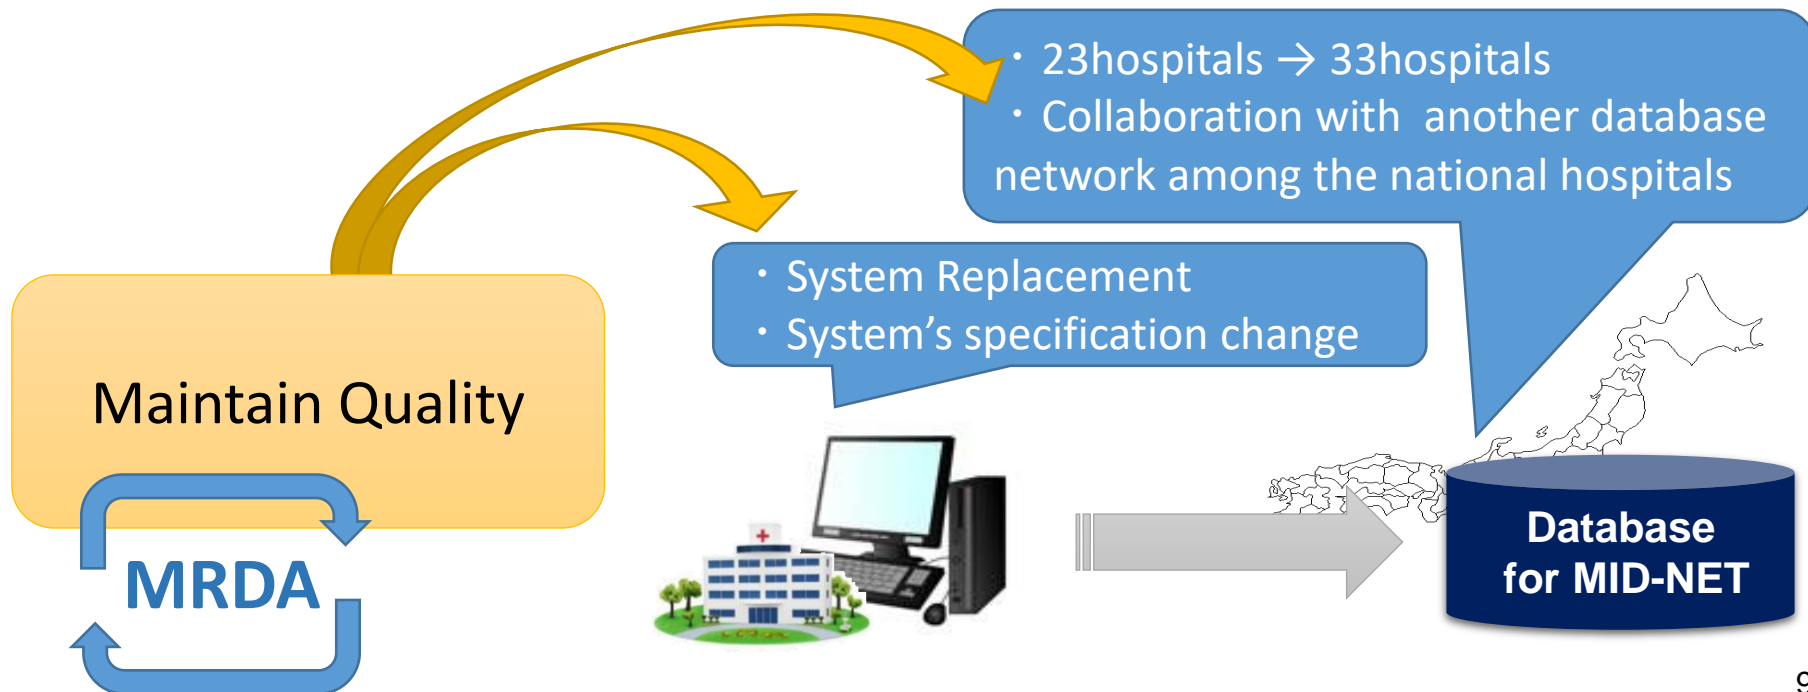 ・23hospitals → 33hospitals
・Collaboration with another database
network among the national hospitals
・System Replacement
・System’s specification change
Maintain Quality
MRDA
Database
for MID-NET